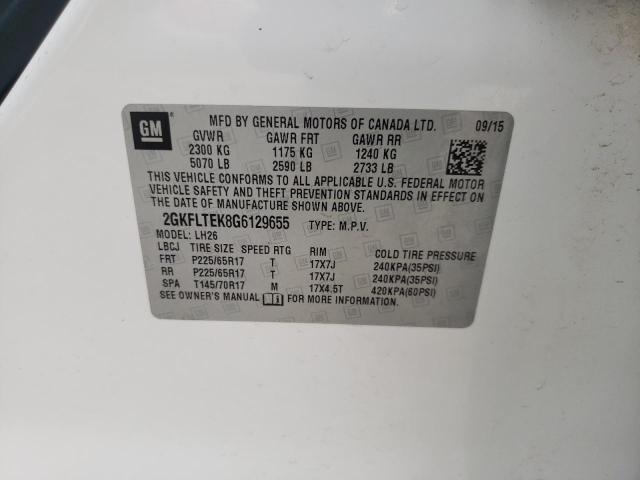 GM
MFD BY GENERAL MOTORS OF CANADA LTD. 09/15
GVWR GAWR FRT GAWR RR
2300 KG 1175 KG 1240 KG
5070 LB 2590 LB 2733 LB
THIS VEHICLE CONFORMS TO ALL APPLICABLE U.S. FEDERAL MOTOR
VEHICLE SAFETY AND THEFT PREVENTION STANDARDS IN EFFECT ON
THE DATE OF MANUFACTURE SHOWN ABOVE.
2GKFLTEK8G6129655 TYPE: M.P.V.
MODEL: LH26
LBCJ TIRE SIZE SPEED RTG RIM COLD TIRE PRESSURE
FRT P225/65R17 T 17X7J 240KPA(35PSI)
RR P225/65R17 T 17X7J 240KPA(35PSI)
SPA T145/70R17 M 17X4.5T 420KPA(60PSI)
SEE OWNER'S MANUAL FOR MORE INFORMATION.